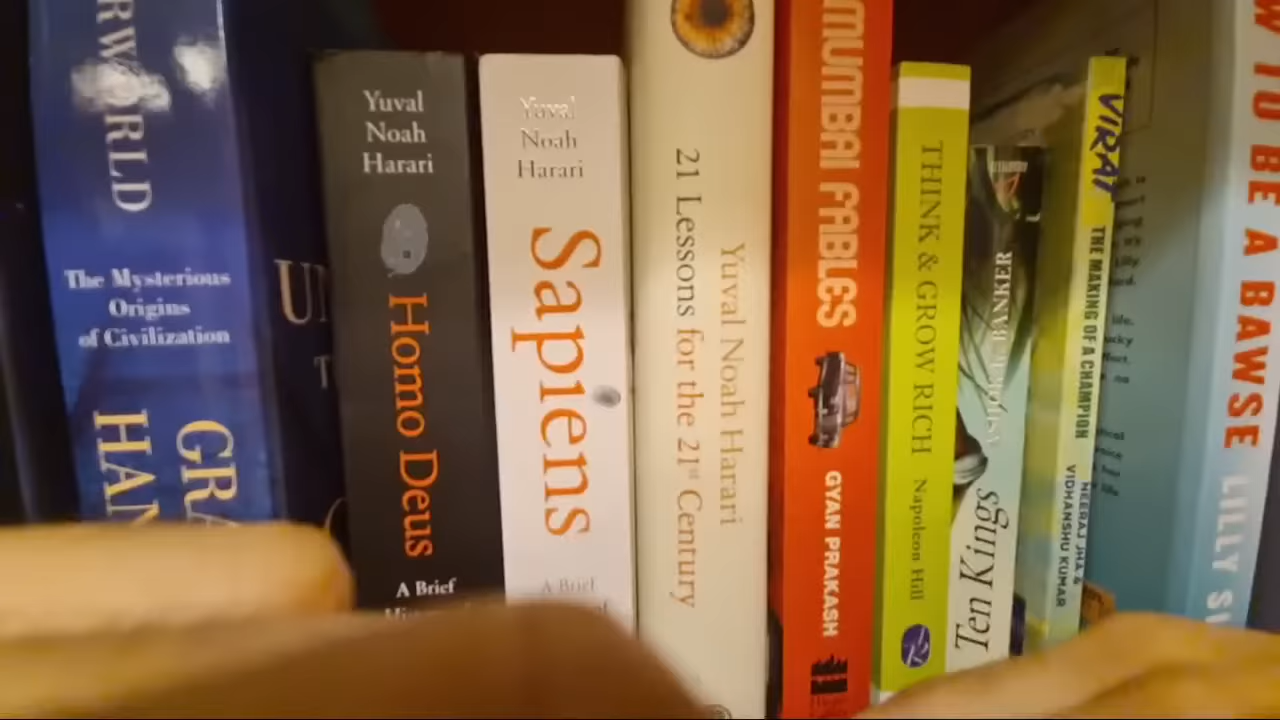 RWORLD
The Mysterious
Origins
of Civilization
GRA
HAN
UN
T
Yuval
Noah
Harari
Homo Deus
A Brief
Yuval
Noah
Harari
Sapiens
A Brief
of
21 Lessons for the 21st Century
Yuval Noah Harari
MUMBAI FABLES
GYAN PRAKASH
THINK & GROW RICH
Napoleon Hill
BANKER
Ten Kings
VIRAT
THE MAKING OF A CHAMPION
NEERAJ JHA &
VIDHANSHU KUMAR
W TO BE A BAWSE
LILLY S